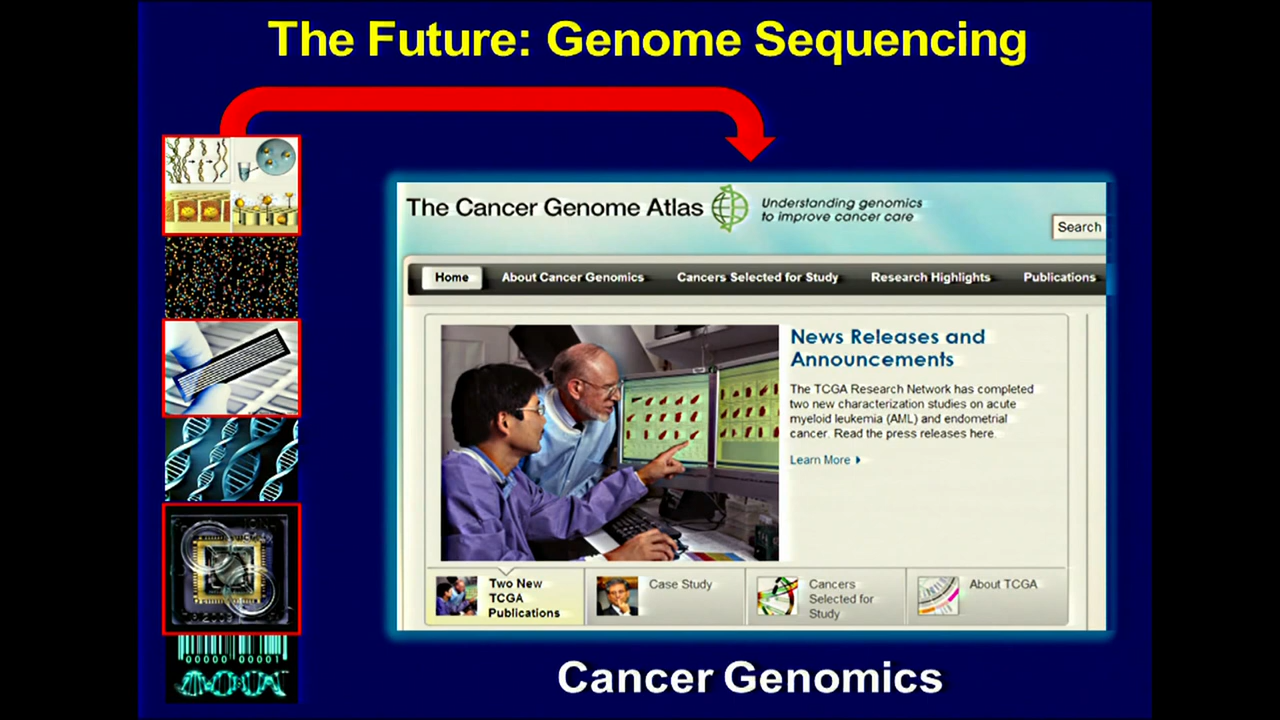 The Future: Genome Sequencing
The Cancer Genome Atlas
Understanding genomics
to improve cancer care
Search
Home
About Cancer Genomics
Cancers Selected for Study
Research Highlights
Publications
News Releases and
Announcements
The TCGA Research Network has completed
two new characterization studies on acute
myeloid leukemia (AML) and endometrial
cancer. Read the press releases here.
Learn More
Two New
TCGA
Publications
Case Study
Cancers
Selected for
Study
About TCGA
00000 00001
Cancer Genomics